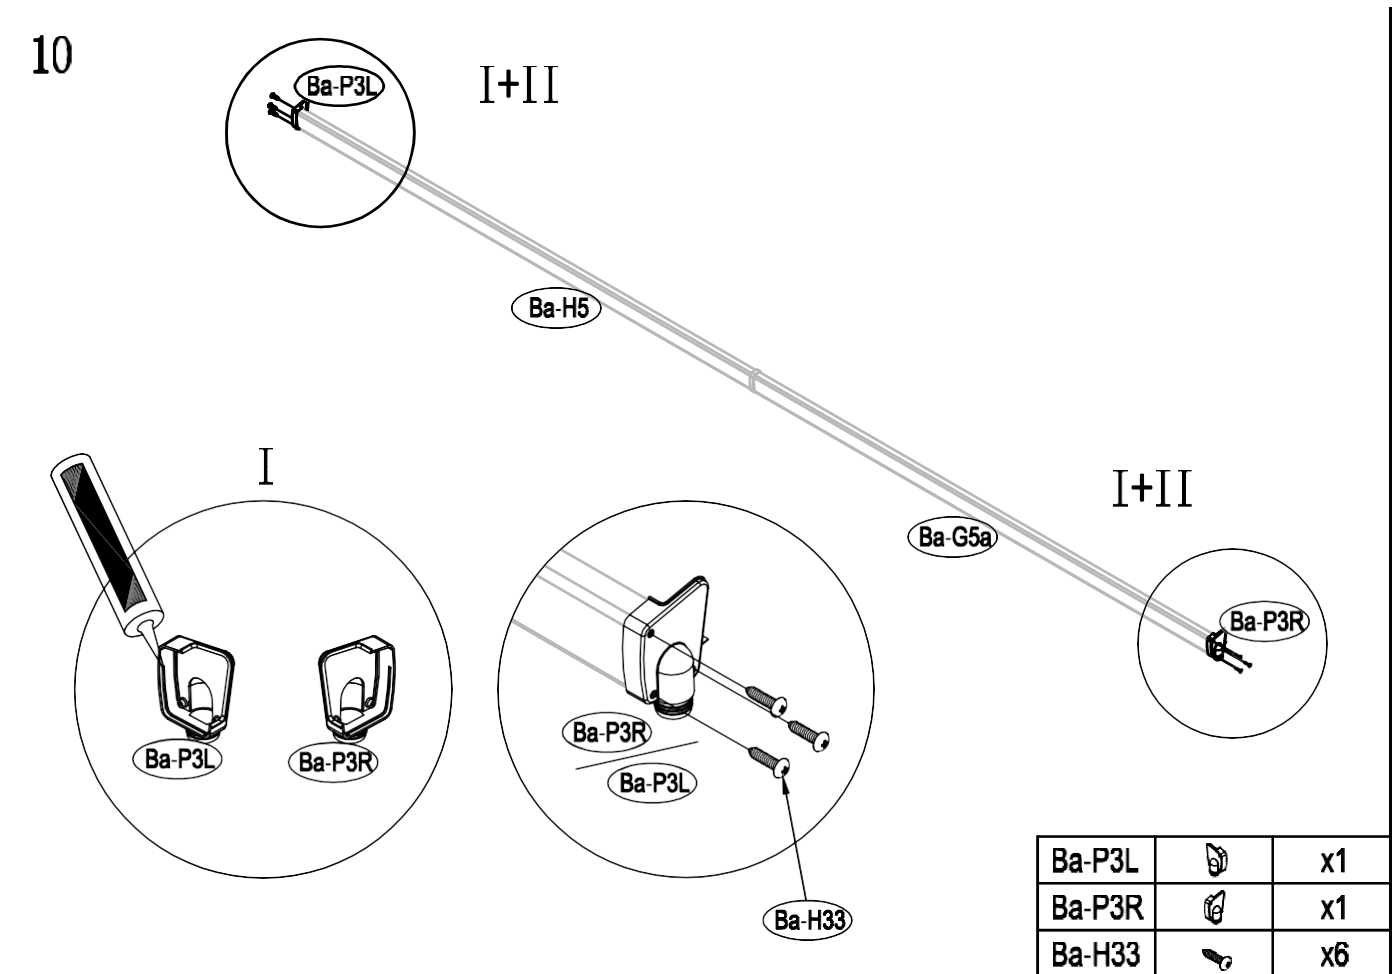 10
Ba-P3L
I+II
Ba-H5
I
I+II
Ba-G5a
Ba-P3R
Ba-P3L
Ba-P3R
Ba-P3R
Ba-P3L
Ba-H33
Ba-P3L x1
Ba-P3R x1
Ba-H33 x6